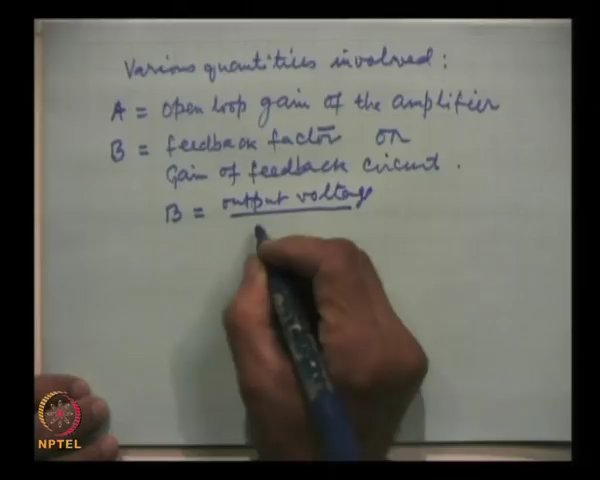 Various quantities involved:
A = open loop gain of the amplifier
B = feedback factor or
Gain of feedback circuit.
B = output voltage
NPTEL